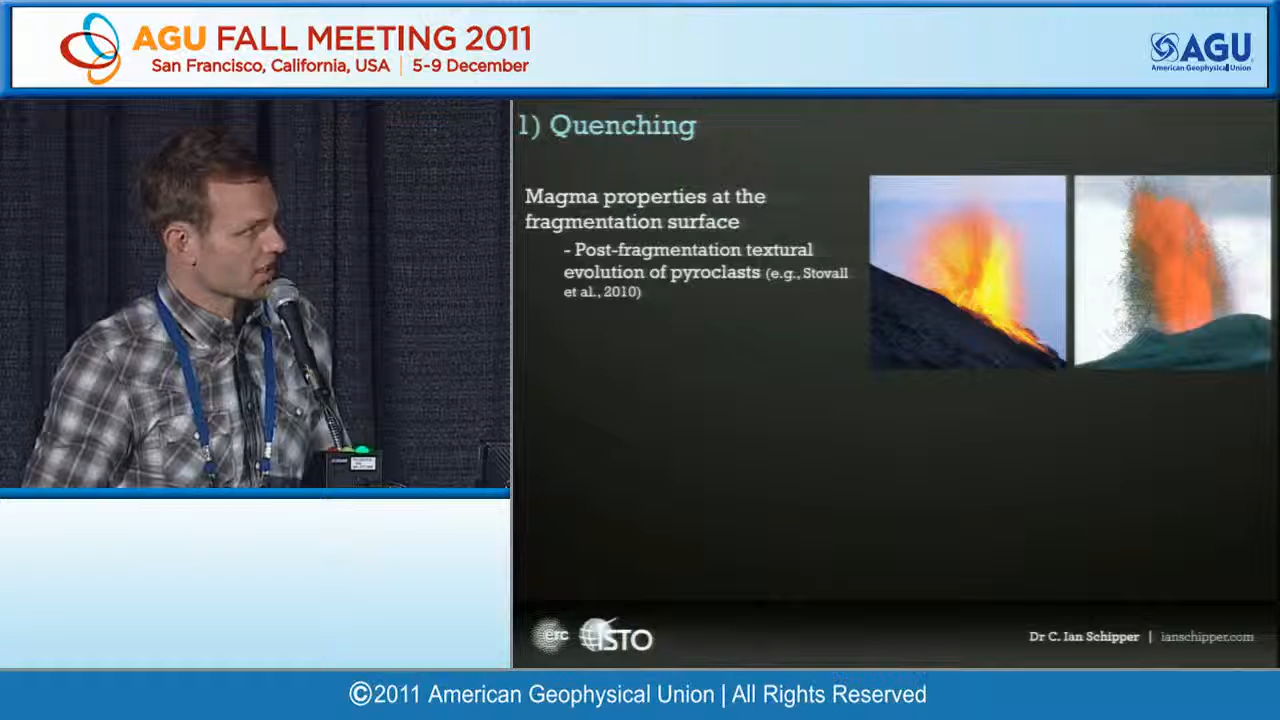 AGU FALL MEETING 2011
San Francisco, California, USA | 5-9 December
AGU
American Geophysical Union
1) Quenching
Magma properties at the
fragmentation surface
- Post-fragmentation textural
evolution of pyroclasts (e.g., Stovall
et al., 2010)
erc ISTO
Dr C. Ian Schipper | ianschipper.com
©2011 American Geophysical Union | All Rights Reserved